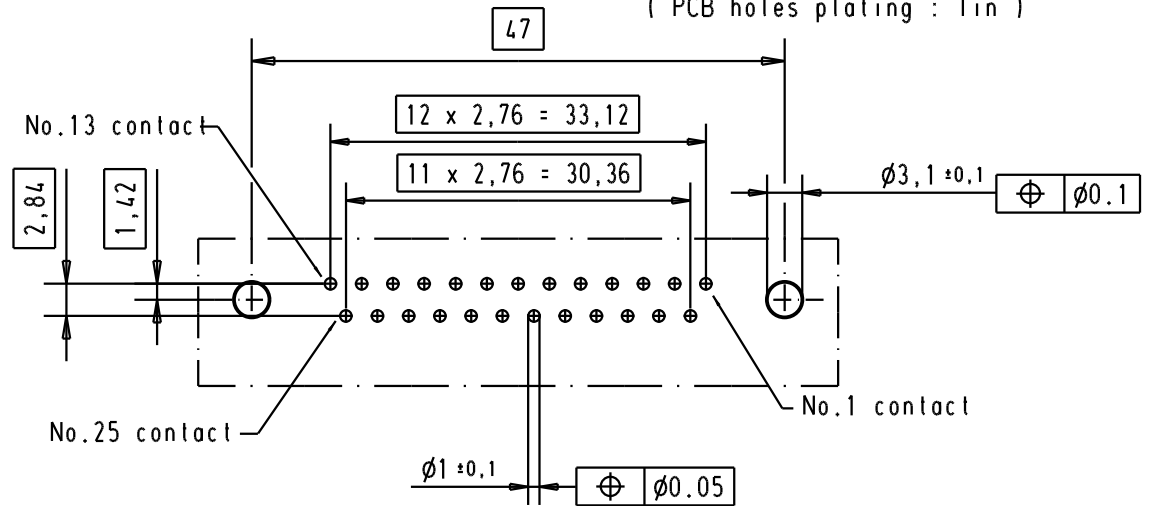 ( PCB holes plating : Tin )
47
12 x 2,76 = 33,12
No.13 contact
11 x 2,76 = 30,36
Ø3,1 ±0,1
⌖ Ø0.1
2,84
1,42
No.1 contact
No.25 contact
Ø1 ±0,1
⌖ Ø0.05